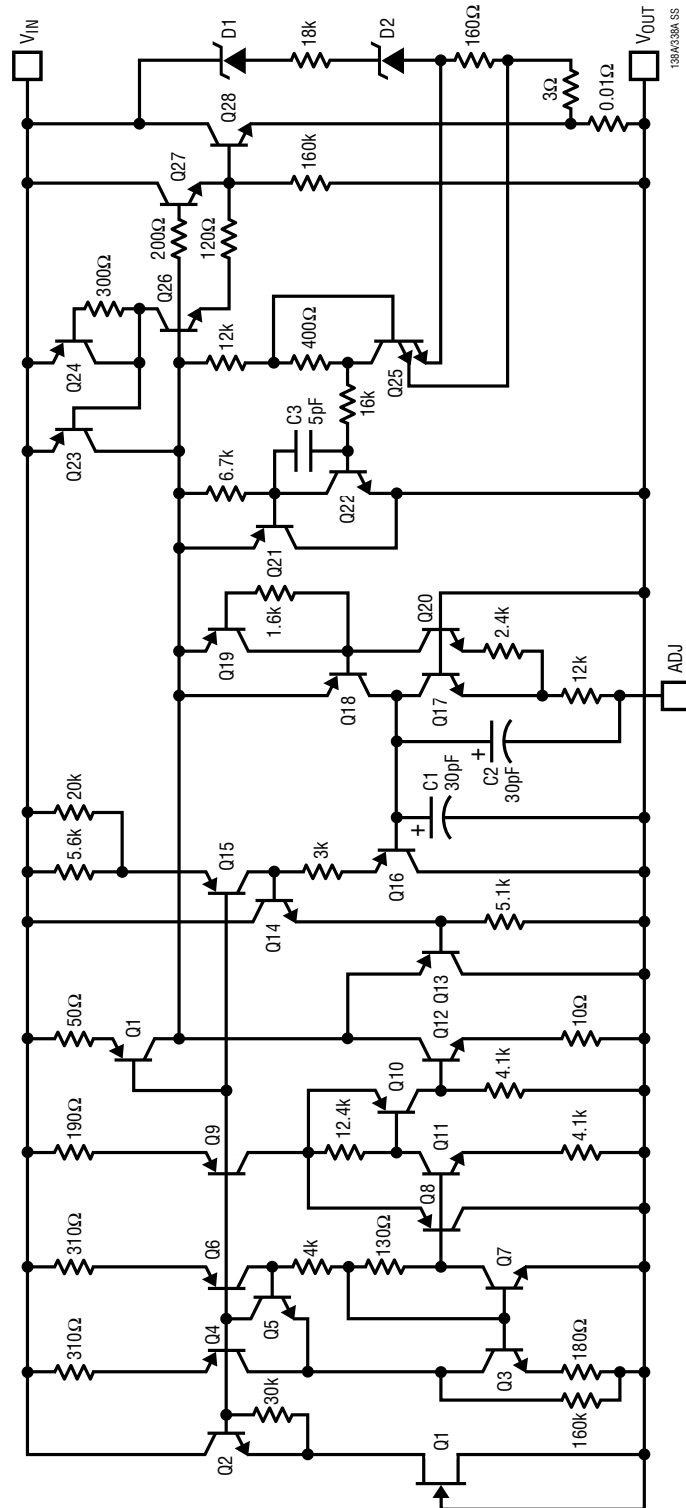 VIN
310Ω
310Ω
190Ω
50Ω
5.6k
20k
Q24
300Ω
Q23
Q1
Q26
200Ω
Q27
Q28
D1
120Ω
160k
18k
D2
Q2
30k
Q4
Q6
Q9
Q15
Q19
1.6k
6.7k
12k
Q5
Q14
3k
Q21
C3
5pF
400Ω
4k
12.4k
Q18
Q22
16k
Q25
160Ω
130Ω
Q8
Q10
Q16
Q17
Q20
Q11
Q12
Q13
C1
30pF
C2
30pF
2.4k
12k
Q1
Q3
Q7
4.1k
4.1k
10Ω
5.1k
160k
180Ω
3Ω
0.01Ω
VOUT
ADJ
138A/338A SS